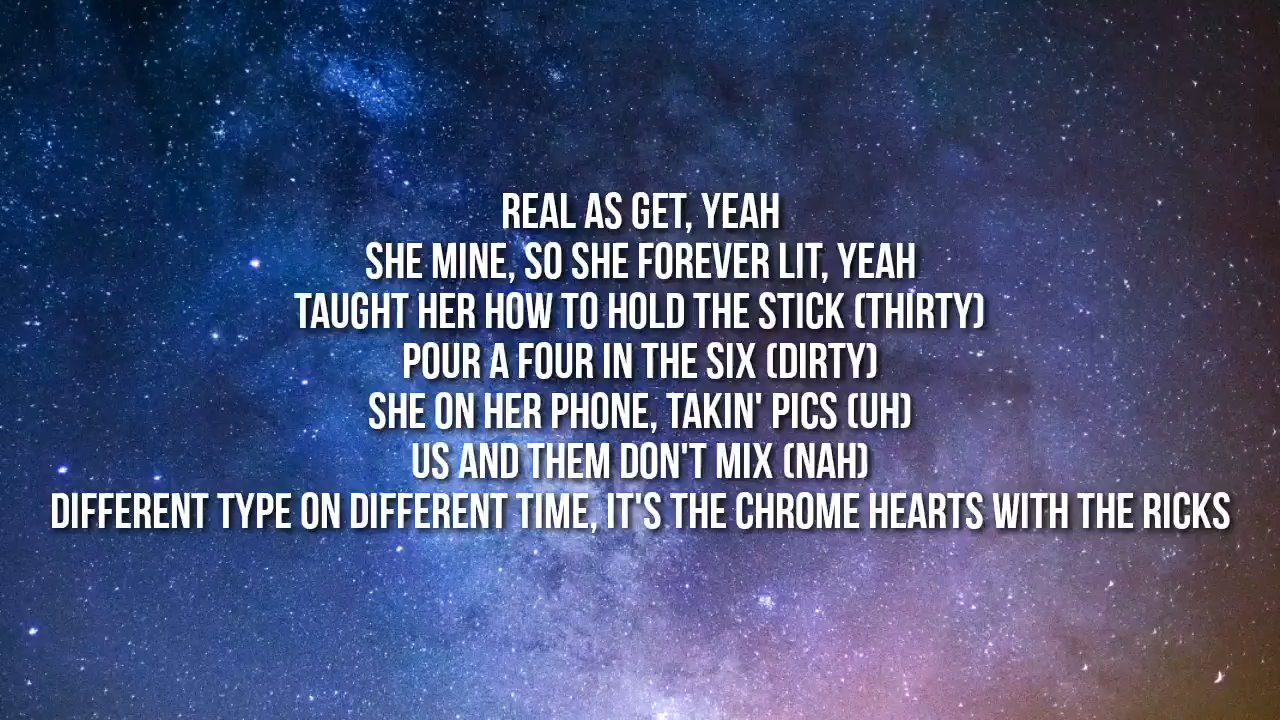 REAL AS GET, YEAH
SHE MINE, SO SHE FOREVER LIT, YEAH
TAUGHT HER HOW TO HOLD THE STICK (THIRTY)
POUR A FOUR IN THE SIX (DIRTY)
SHE ON HER PHONE, TAKIN' PICS (UH)
US AND THEM DON'T MIX (NAH)
DIFFERENT TYPE ON DIFFERENT TIME, IT'S THE CHROME HEARTS WITH THE RICKS